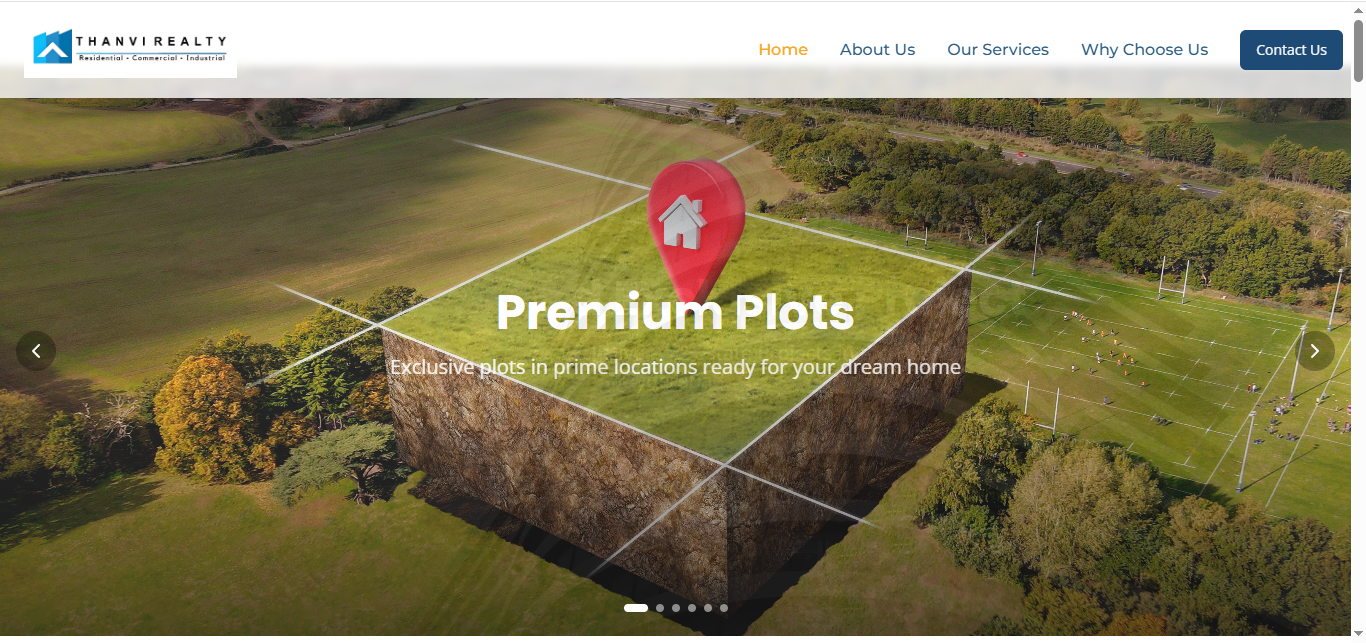 THANVI REALTY
Residential • Commercial • Industrial
Home
About Us
Our Services
Why Choose Us
Contact Us
Premium Plots
Exclusive plots in prime locations ready for your dream home